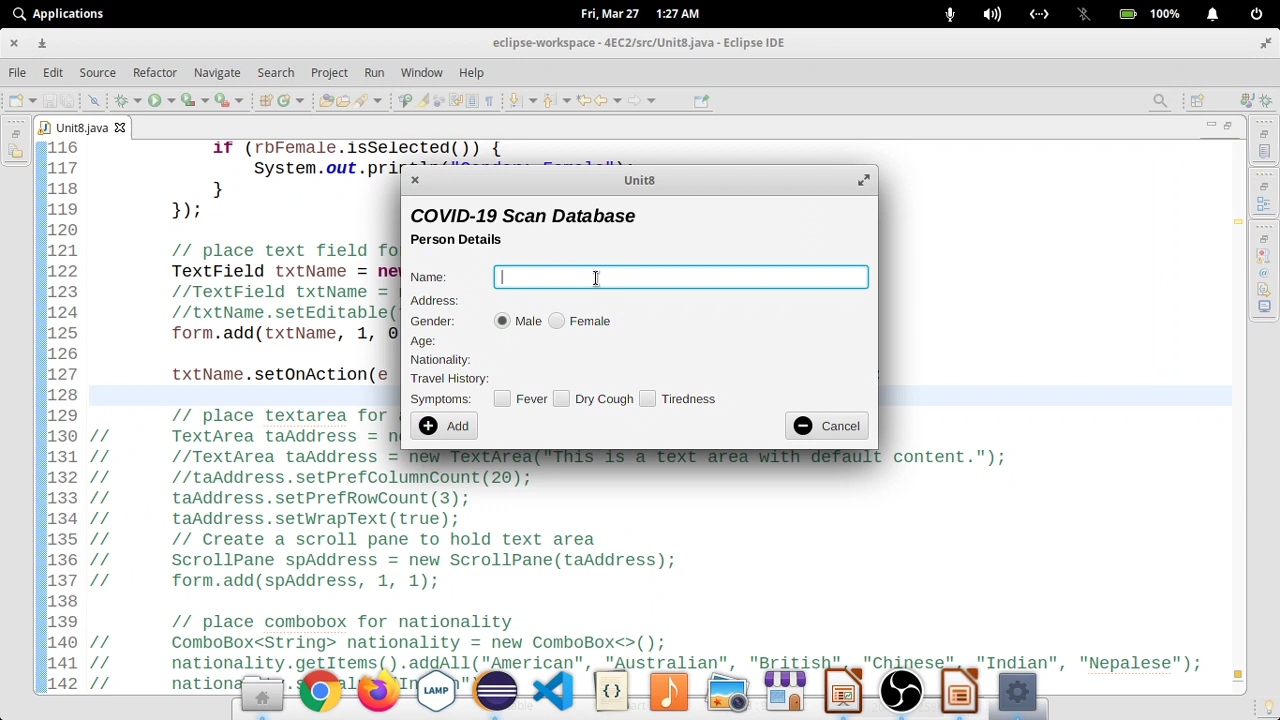 Applications
Fri, Mar 27 1:27 AM
100%
eclipse-workspace - 4EC2/src/Unit8.java - Eclipse IDE
File Edit Source Refactor Navigate Search Project Run Window Help
Unit8.java
116 if (rbFemale.isSelected()) {
117 System.out.println("Gender: Female");
118 }
119 });
120
121 // place text field fo
122 TextField txtName = new
123 //TextField txtName =
124 //txtName.setEditable(
125 form.add(txtName, 1, 0
126
127 txtName.setOnAction(e
128
129 // place textarea for a
130 // TextArea taAddress = ne
131 // //TextArea taAddress = new TextArea("This is a text area with default content.");
132 // //taAddress.setPrefColumnCount(20);
133 // taAddress.setPrefRowCount(3);
134 // taAddress.setWrapText(true);
135 // // Create a scroll pane to hold text area
136 // ScrollPane spAddress = new ScrollPane(taAddress);
137 // form.add(spAddress, 1, 1);
138
139 // place combobox for nationality
140 // ComboBox<String> nationality = new ComboBox<>();
141 // nationality.getItems().addAll("American", "Australian", "British", "Chinese", "Indian", "Nepalese");
142 //
Unit8
COVID-19 Scan Database
Person Details
Name:
Address:
Gender: Male Female
Age:
Nationality:
Travel History:
Symptoms: Fever Dry Cough Tiredness
Add Cancel
LAMP